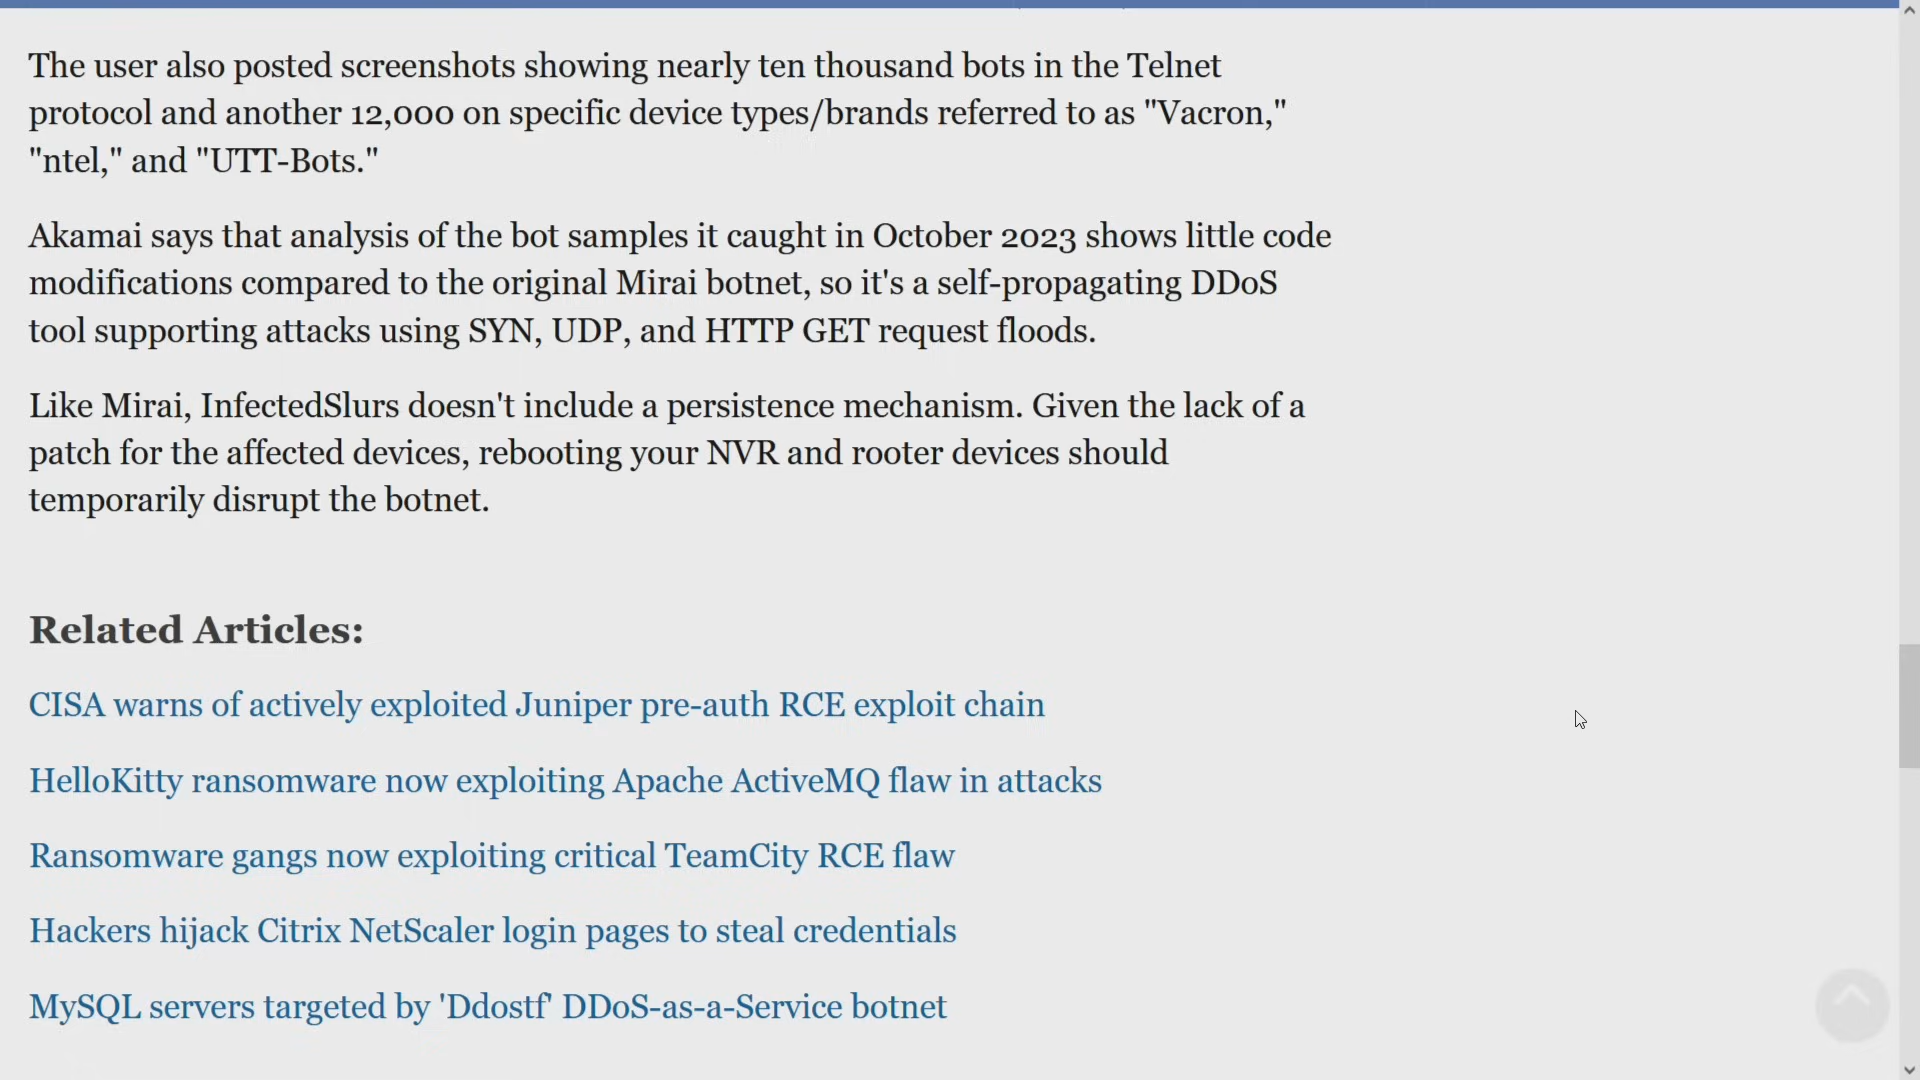 The user also posted screenshots showing nearly ten thousand bots in the Telnet
protocol and another 12,000 on specific device types/brands referred to as "Vacron,"
"ntel," and "UTT-Bots."
Akamai says that analysis of the bot samples it caught in October 2023 shows little code
modifications compared to the original Mirai botnet, so it's a self-propagating DDoS
tool supporting attacks using SYN, UDP, and HTTP GET request floods.
Like Mirai, InfectedSlurs doesn't include a persistence mechanism. Given the lack of a
patch for the affected devices, rebooting your NVR and rooter devices should
temporarily disrupt the botnet.
Related Articles:
CISA warns of actively exploited Juniper pre-auth RCE exploit chain
HelloKitty ransomware now exploiting Apache ActiveMQ flaw in attacks
Ransomware gangs now exploiting critical TeamCity RCE flaw
Hackers hijack Citrix NetScaler login pages to steal credentials
MySQL servers targeted by 'Ddostf' DDoS-as-a-Service botnet